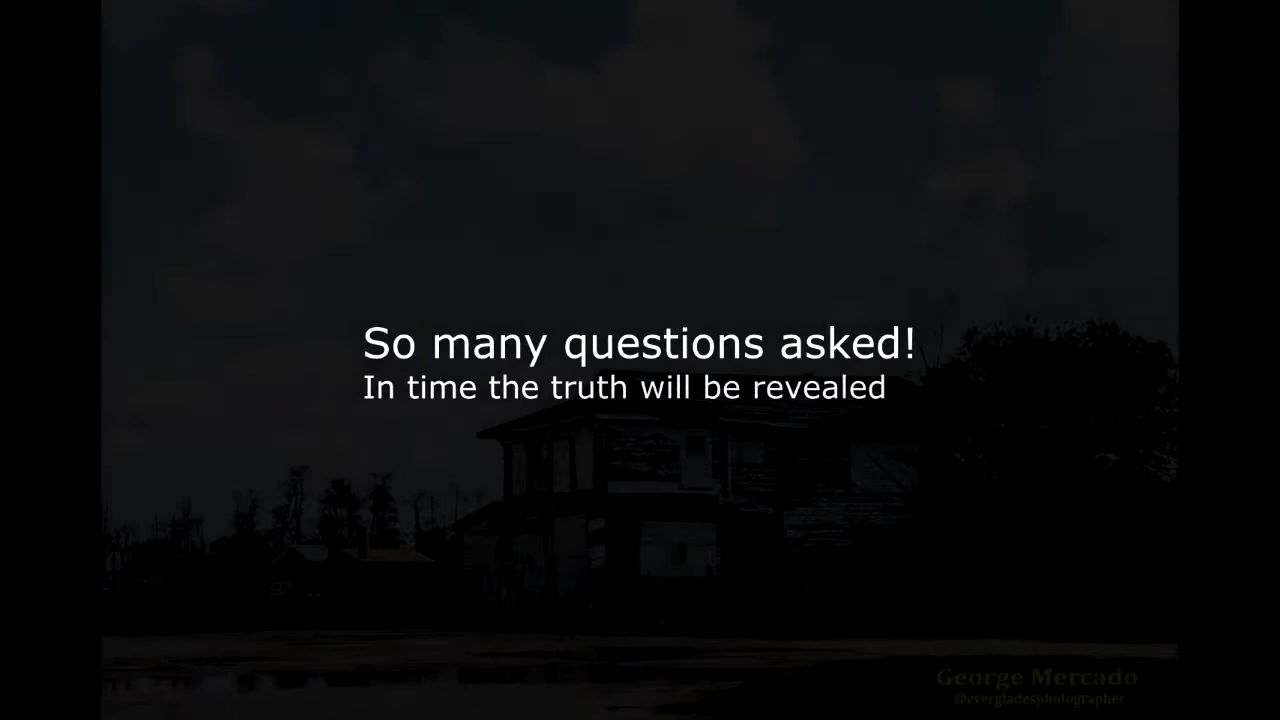 So many questions asked!
In time the truth will be revealed
George Mercado
@evergladesphotographer